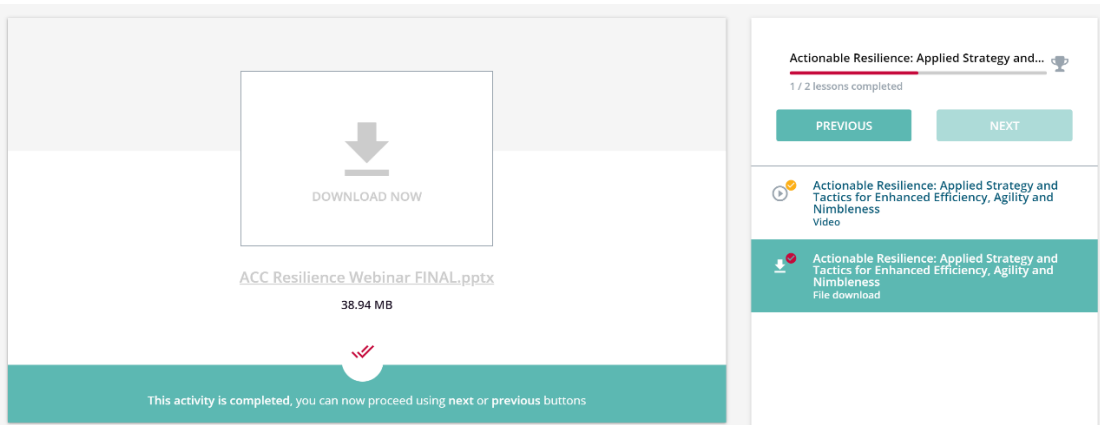 DOWNLOAD NOW
ACC Resilience Webinar FINAL.pptx
38.94 MB
This activity is completed, you can now proceed using next or previous buttons
Actionable Resilience: Applied Strategy and...
1 / 2 lessons completed
PREVIOUS
NEXT
Actionable Resilience: Applied Strategy and
Tactics for Enhanced Efficiency, Agility and
Nimbleness
Video
Actionable Resilience: Applied Strategy and
Tactics for Enhanced Efficiency, Agility and
Nimbleness
File download